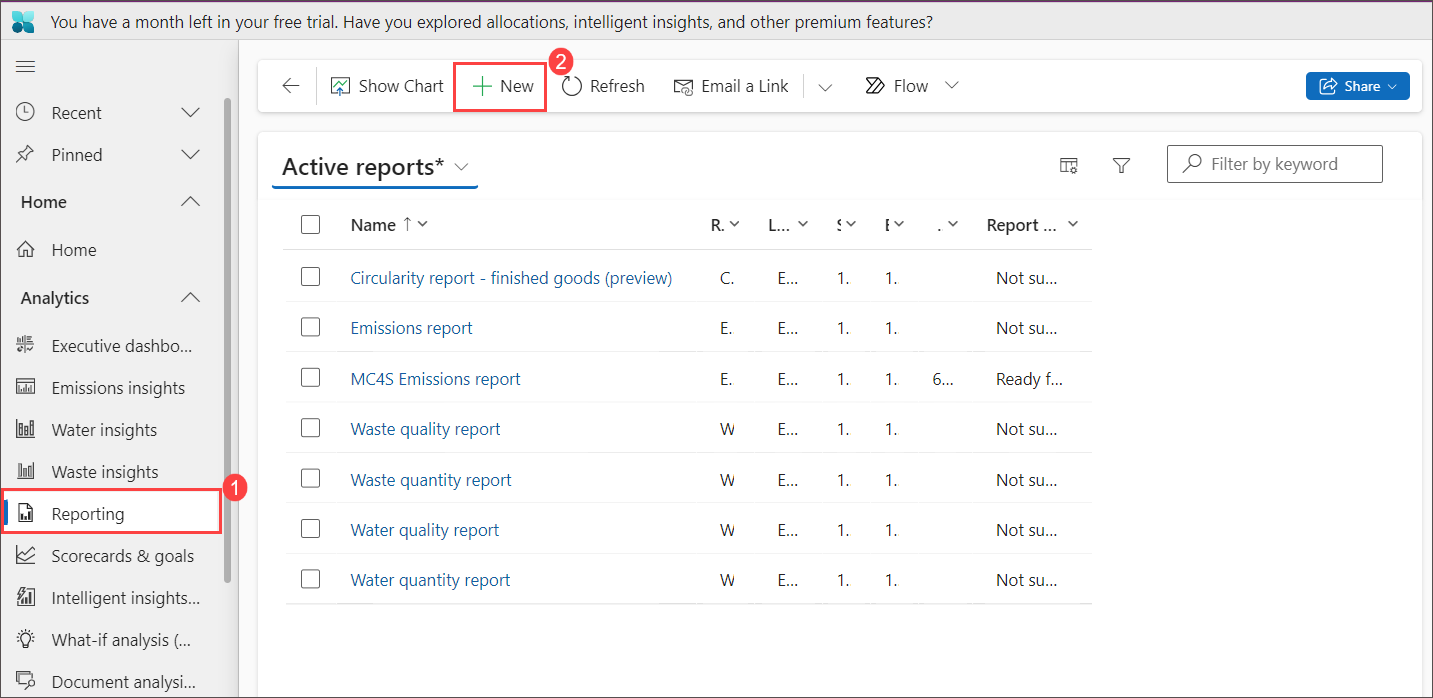 You have a month left in your free trial. Have you explored allocations, intelligent insights, and other premium features?
Recent
Pinned
Home
Home
Analytics
Executive dashbo...
Emissions insights
Water insights
Waste insights
Reporting
1
Scorecards & goals
Intelligent insights...
What-if analysis (...
Document analysi...
Show Chart
New
2
Refresh
Email a Link
Flow
Share
Active reports*
Filter by keyword
Name ↑ R. L... . Report ...
Circularity report - finished goods (preview) C. E... 1. 1. Not su...
Emissions report E. E... 1. 1. Not su...
MC4S Emissions report E. E... 1. 1. 6... Ready f...
Waste quality report W E... 1. 1. Not su...
Waste quantity report W E... 1. 1. Not su...
Water quality report W E... 1. 1. Not su...
Water quantity report W E... 1. 1. Not su...